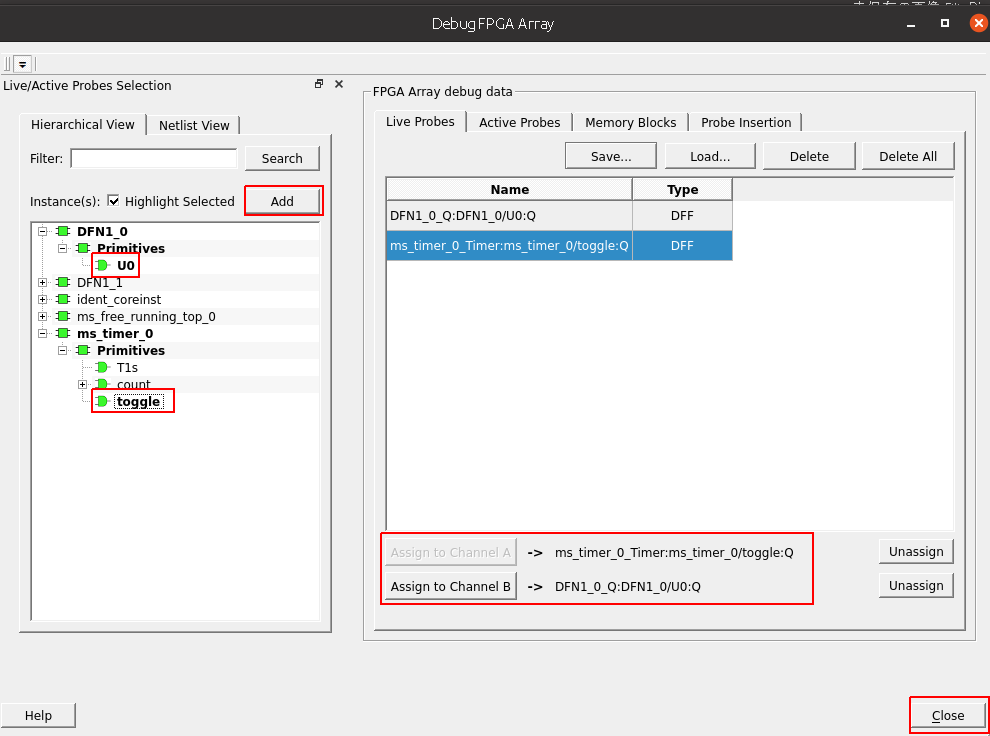 Debug FPGA Array
Live/Active Probes Selection
Hierarchical View
Netlist View
Filter:
Search
Instance(s):
Highlight Selected
Add
DFN1_0
Primitives
U0
DFN1_1
ident_coreinst
ms_free_running_top_0
ms_timer_0
Primitives
T1s
count
toggle
FPGA Array debug data
Live Probes
Active Probes
Memory Blocks
Probe Insertion
Save...
Load...
Delete
Delete All
Name
Type
DFN1_0_Q:DFN1_0/U0:Q
DFF
ms_timer_0_Timer:ms_timer_0/toggle:Q
DFF
Assign to Channel A
->
ms_timer_0_Timer:ms_timer_0/toggle:Q
Unassign
Assign to Channel B
->
DFN1_0_Q:DFN1_0/U0:Q
Unassign
Help
Close